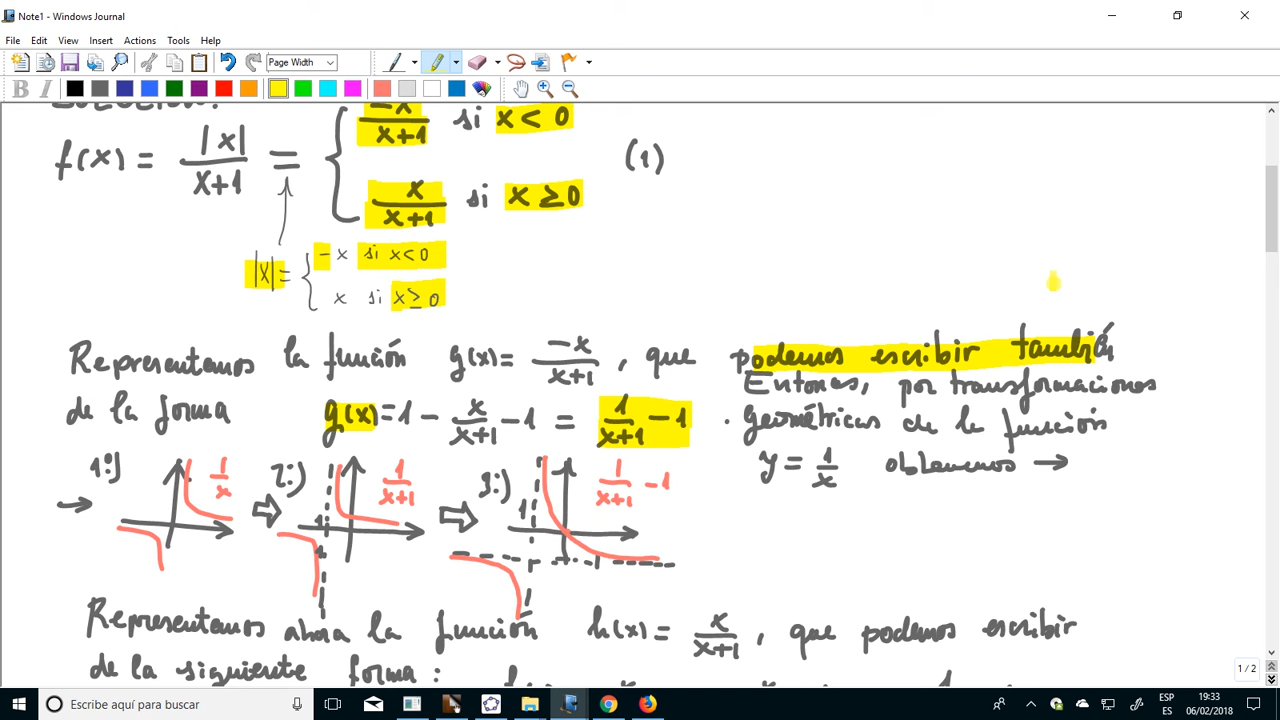 Note1 - Windows Journal
File Edit View Insert Actions Tools Help
Page Width
SOLUCIÓN:
f(x) = |x| / x+1 = { -x / x+1 si x < 0
x / x+1 si x ≥ 0
(1)
|x| = { -x si x < 0
x si x ≥ 0
Representamos la función g(x) = -x / x+1, que podemos escribir también
de la forma g(x) = 1 - x / x+1 - 1 = 1 / x+1 - 1.
Entonces, por transformaciones
geométricas de la función
y = 1 / x obtenemos →
→ 1º) 1 / x ⇨ 2º) 1 / x+1 ⇨ 3º) 1 / x+1 - 1
Representamos ahora la función h(x) = x / x+1, que podemos escribir
de la siguiente forma:
1 / 2
Escribe aquí para buscar
ESP
ES
19:33
06/02/2018